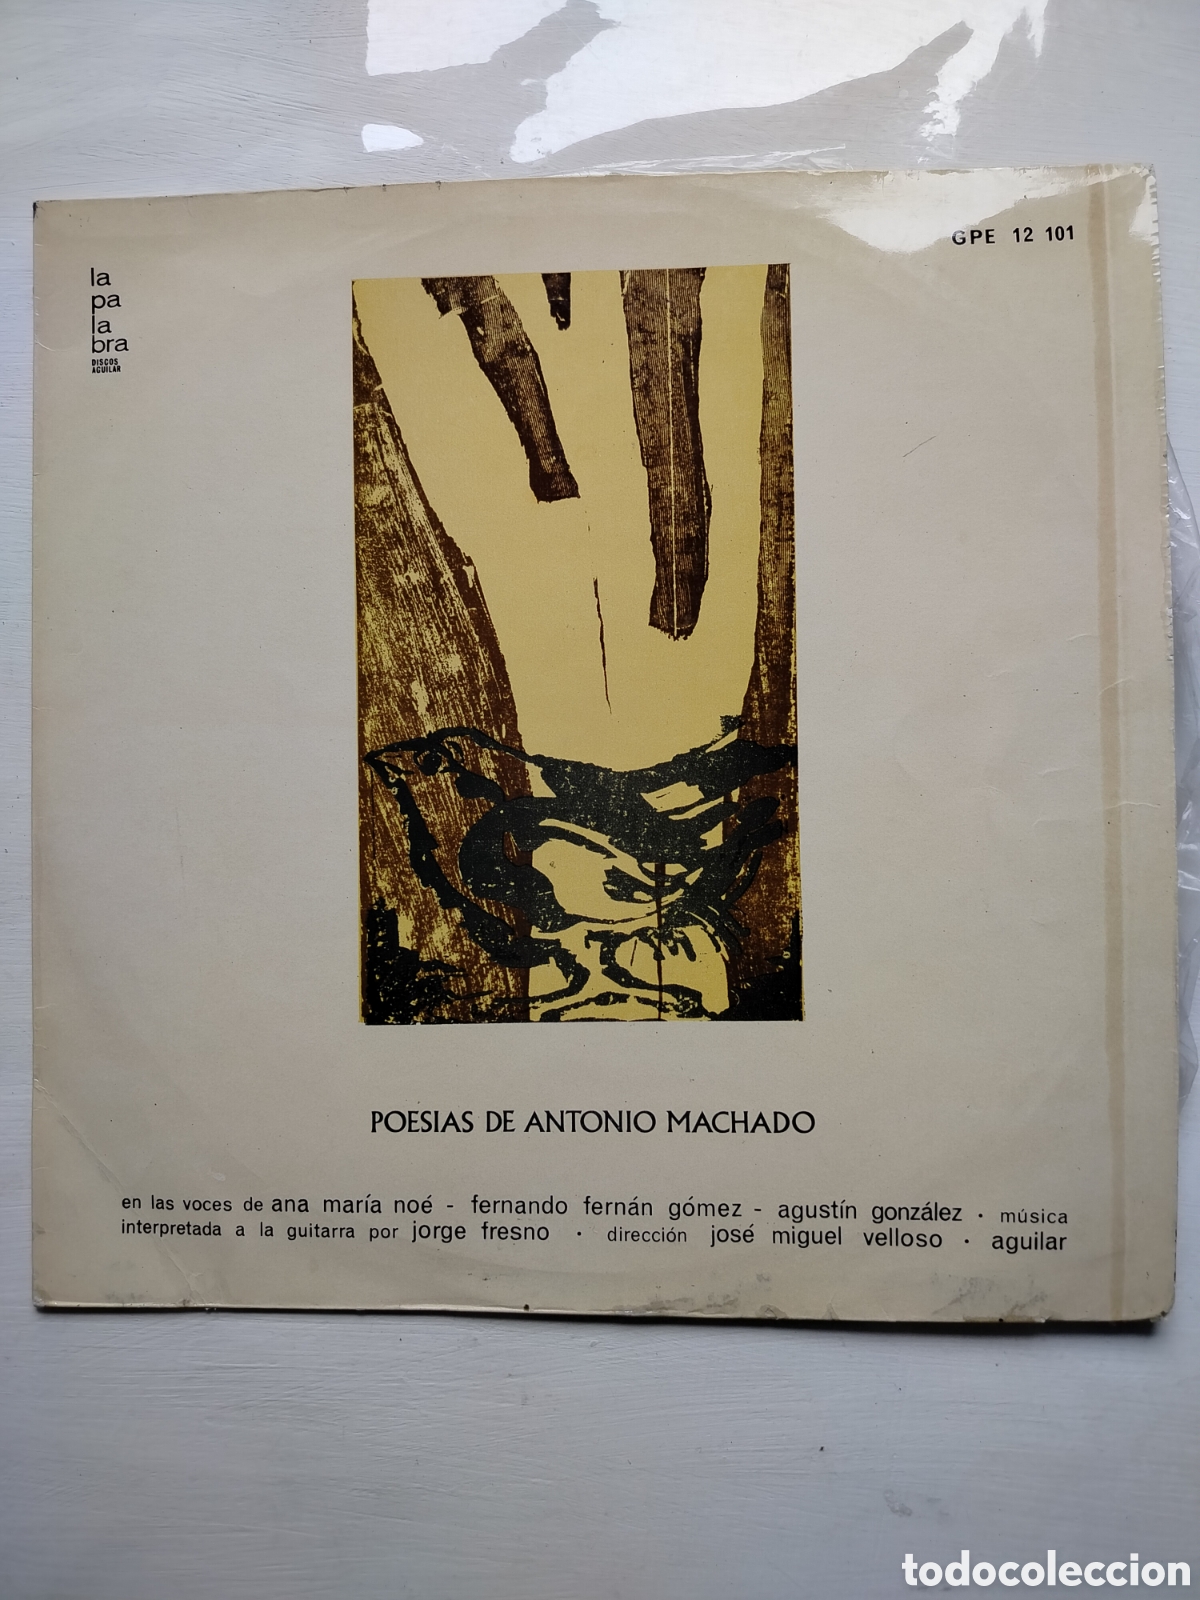 GPE 12 101
la
pa
la
bra
DISCOS
AGUILAR
POESIAS DE ANTONIO MACHADO
en las voces de ana maría noé - fernando fernán gómez - agustín gonzález · música
interpretada a la guitarra por jorge fresno · dirección josé miguel velloso · aguilar
todocoleccion